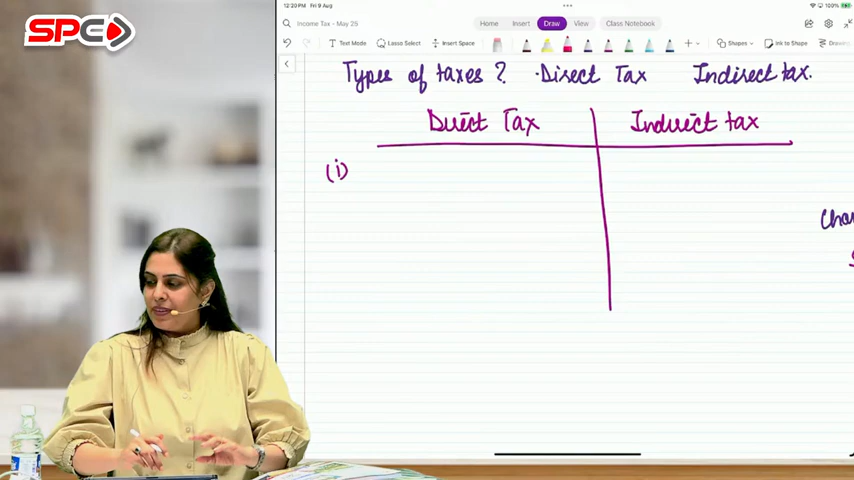 SPC
12:20 PM Fri 9 Aug
100%
Income Tax - May 25
Home Insert Draw View Class Notebook
Text Mode Lasso Select Insert Space Shapes Ink to Shape
Types of taxes? · Direct Tax Indirect tax.
Direct Tax Indirect tax
(i)